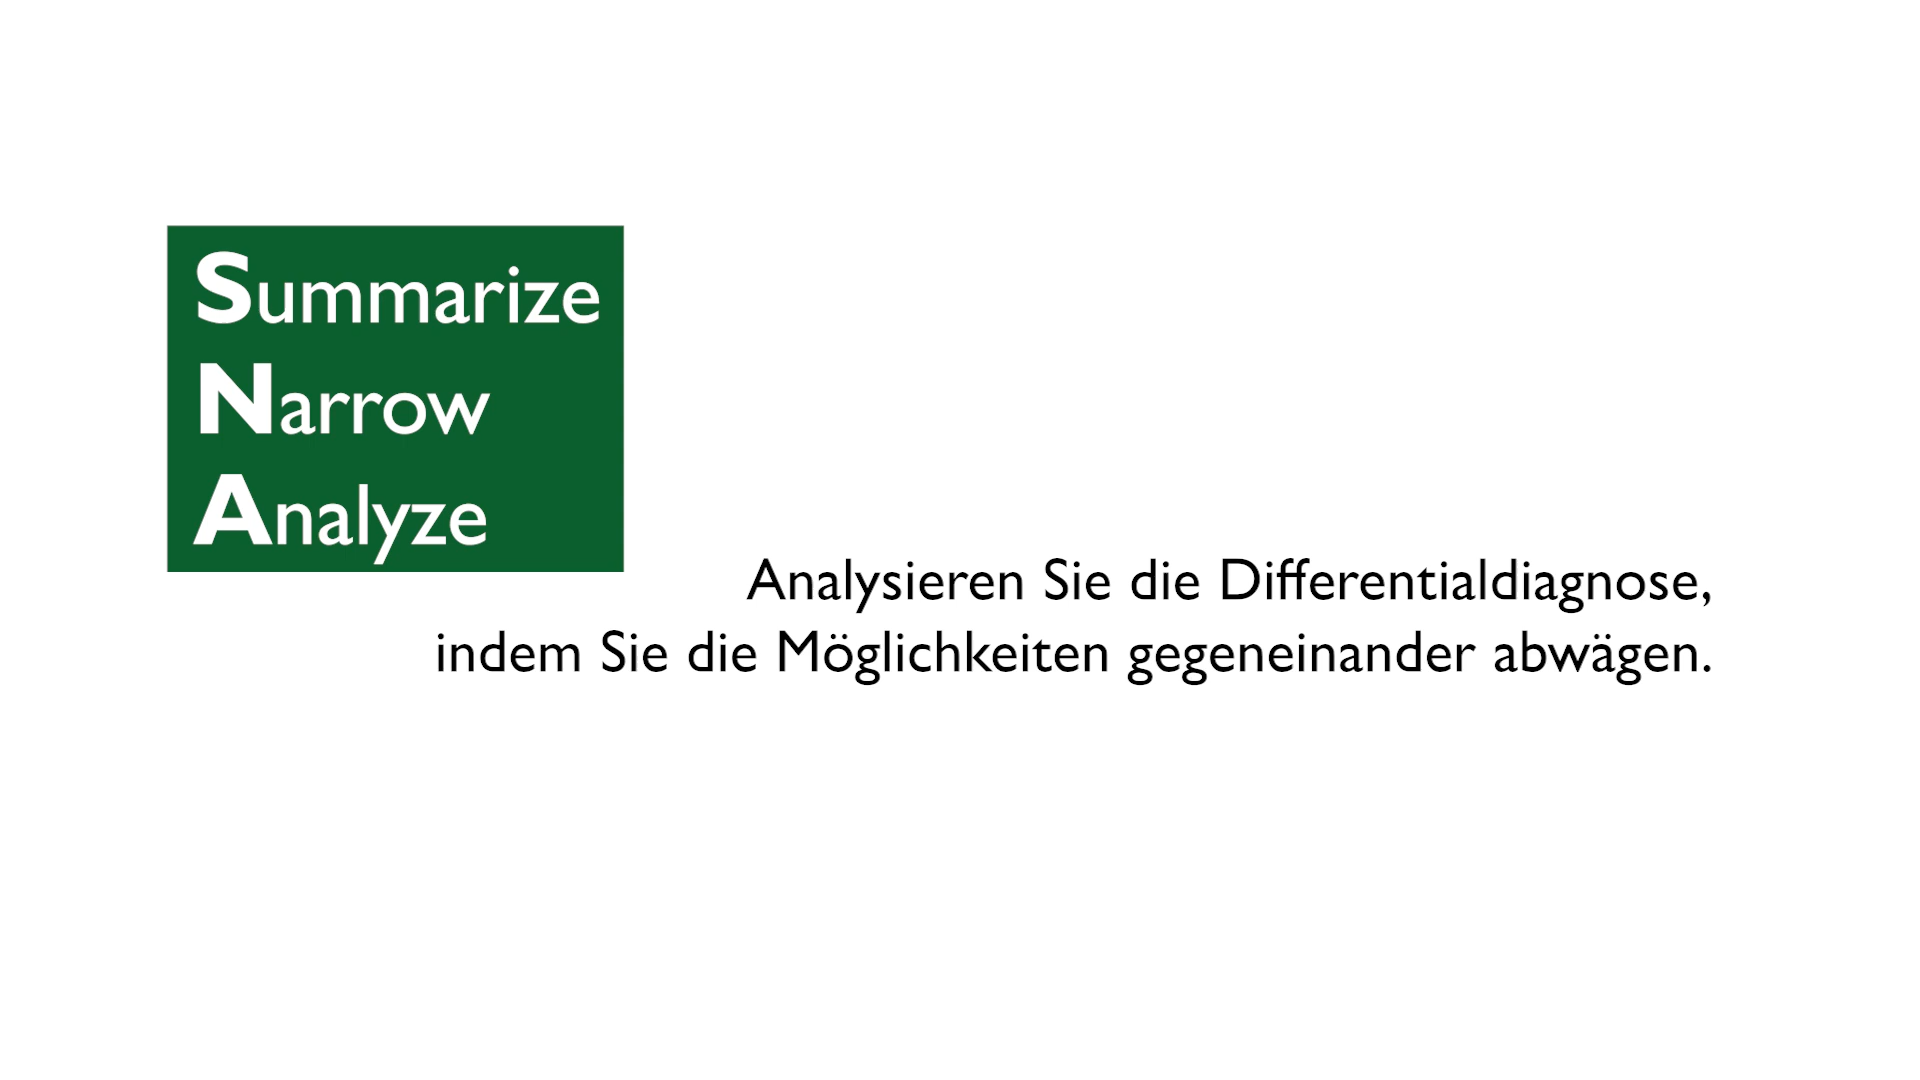 Summarize
Narrow
Analyze
Analysieren Sie die Differentialdiagnose,
indem Sie die Möglichkeiten gegeneinander abwägen.